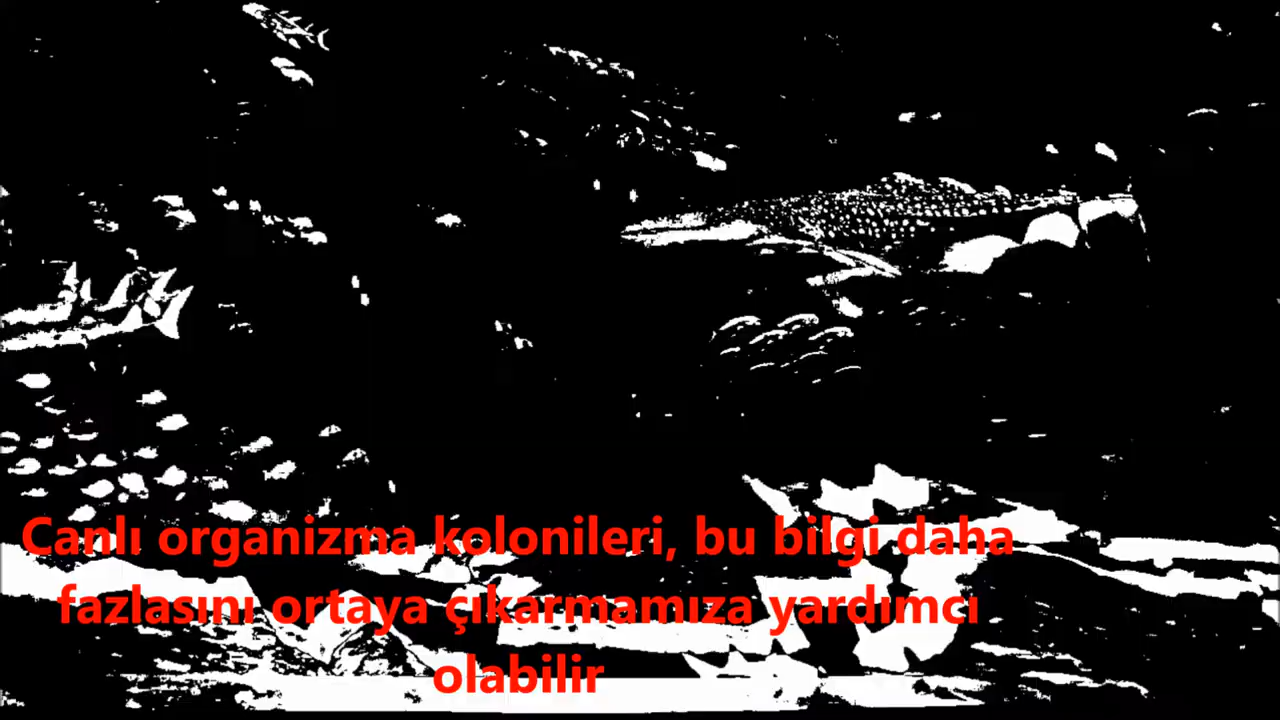 Canlı organizma kolonileri, bu bilgi daha
fazlasını ortaya çıkarmamıza yardımcı
olabilir